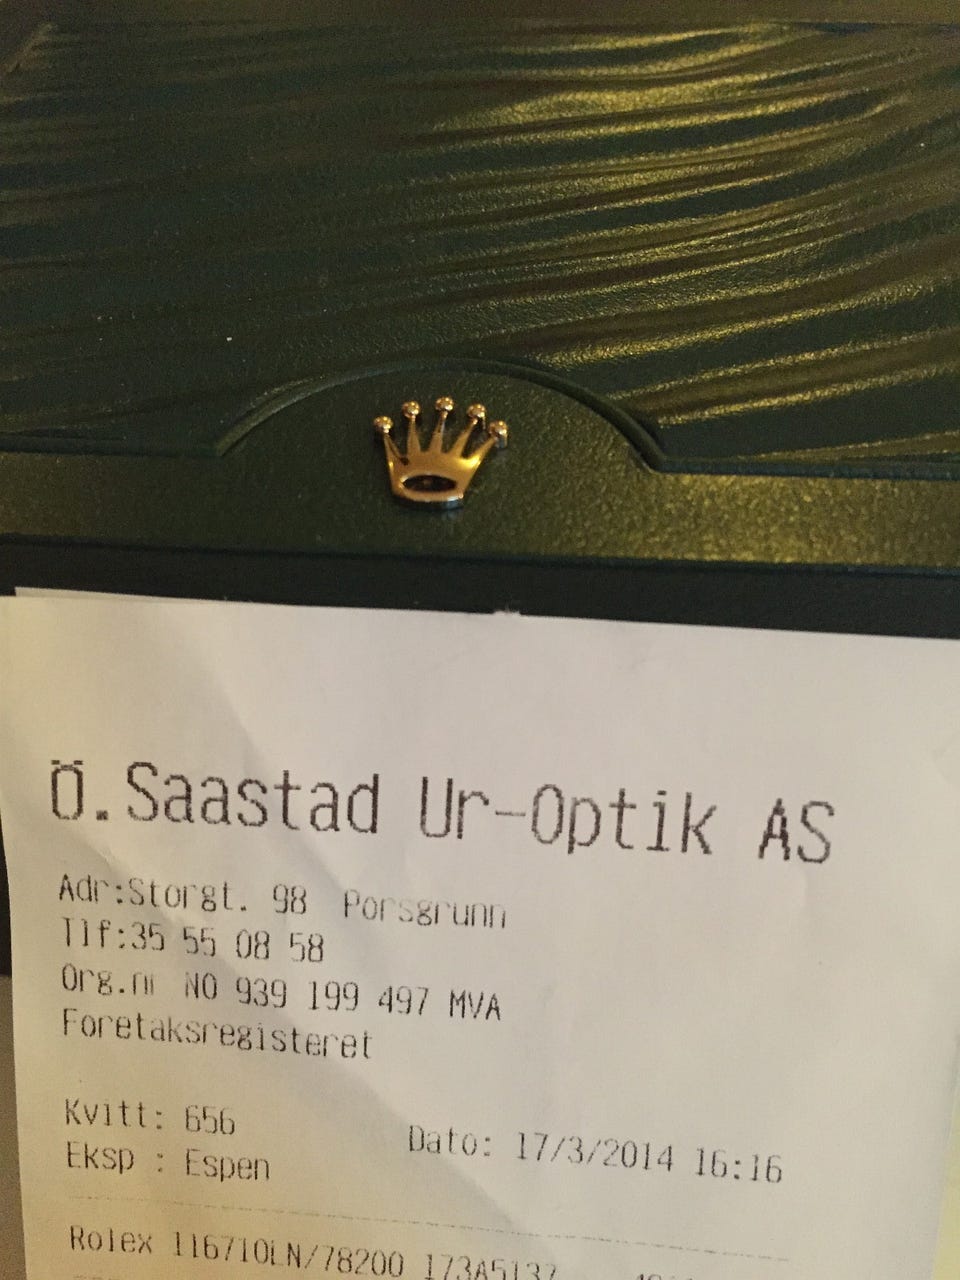 Ö.Saastad Ur-Optik AS
Adr:Storgt. 98 Porsgrunn
Tlf:35 55 08 58
Org.nr NO 939 199 497 MVA
Foretaksregisteret
Kvitt: 656
Dato: 17/3/2014 16:16
Eksp : Espen
Rolex 116710LN/78200 173A5137